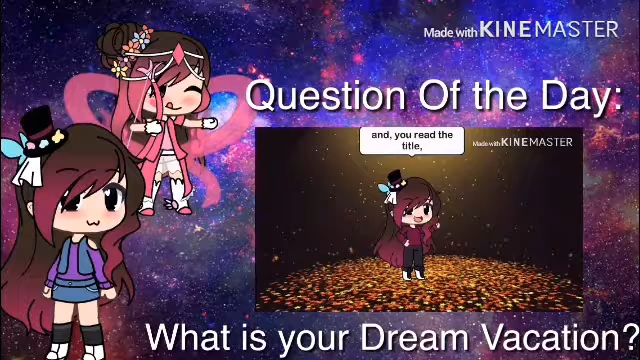 Made with KINEMASTER
Question Of the Day:
and, you read the
title,
Made with KINEMASTER
What is your Dream Vacation?